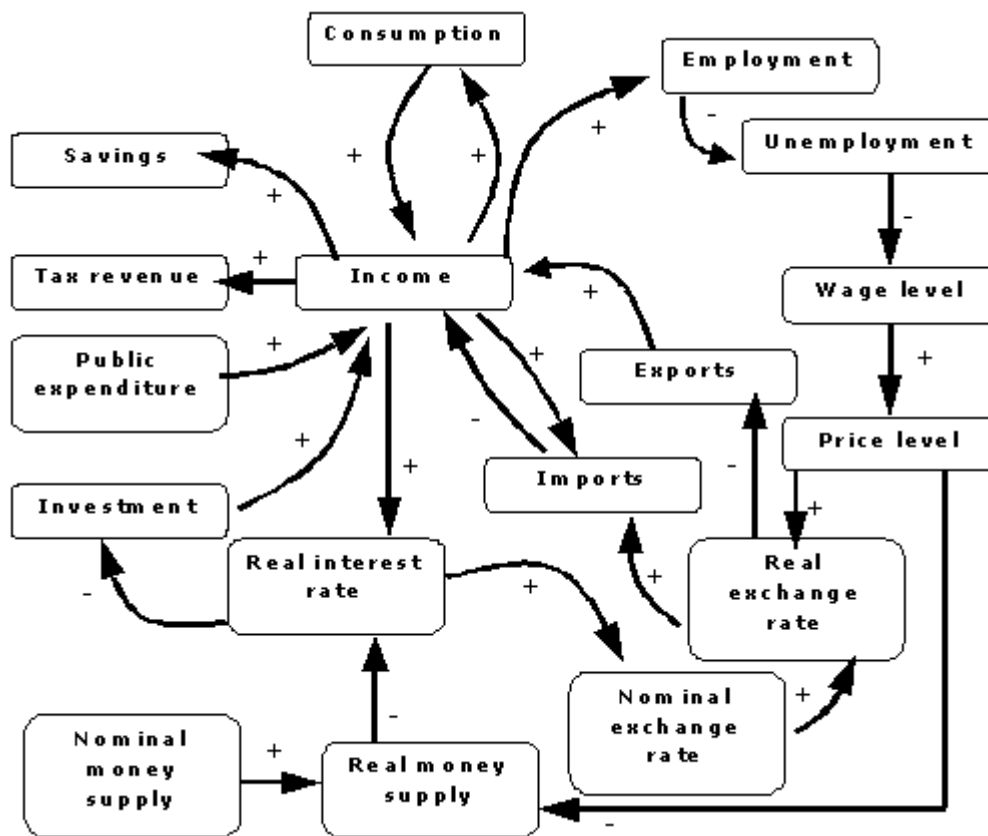 Consumption
Employment
+
-
Savings
+
+
Unemployment
+
-
Tax revenue
+
Income
+
Wage level
Public
expenditure
+
+
Exports
+
+
-
+
Price level
-
Investment
Imports
+
Real interest
rate
Real
exchange
rate
-
+
+
Nominal
exchange
rate
+
-
Nominal
money
supply
+
Real money
supply
-